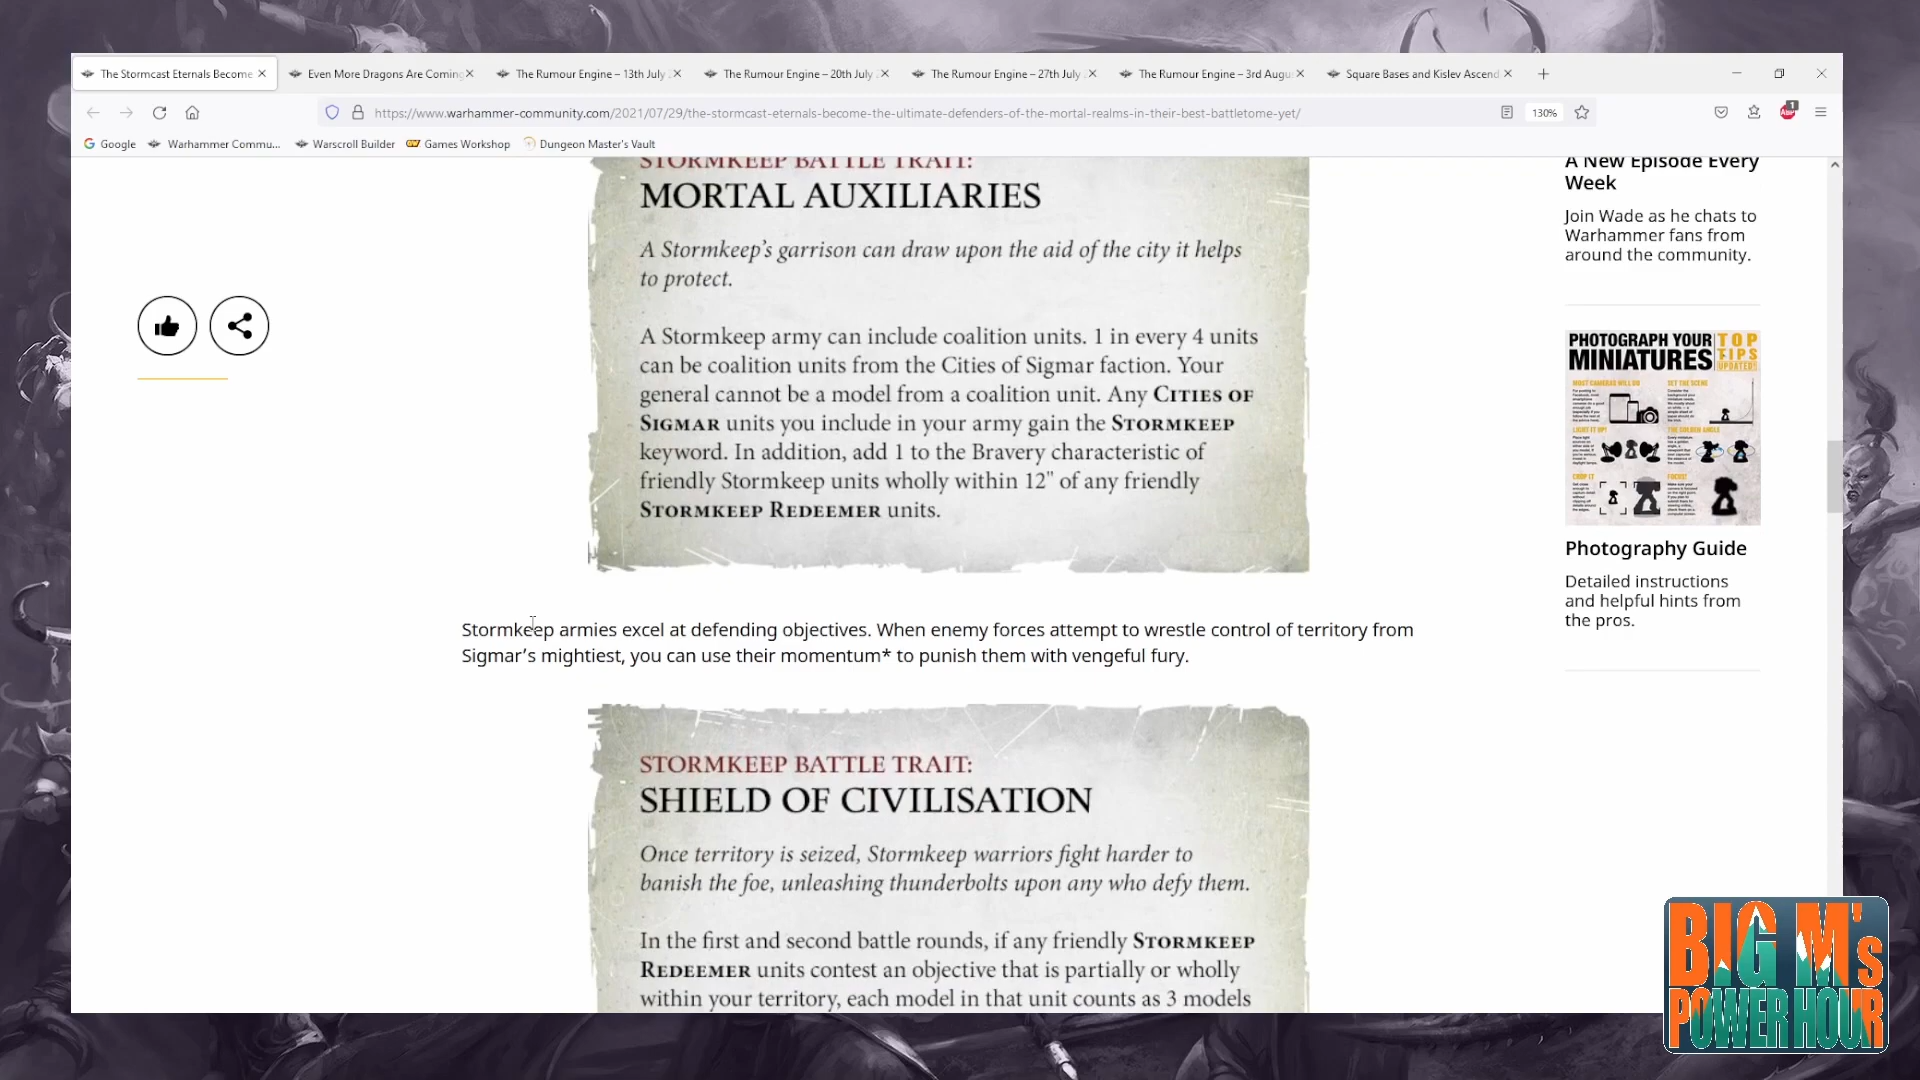 The Stormcast Eternals Become
Even More Dragons Are Coming
The Rumour Engine – 13th July
The Rumour Engine – 20th July
The Rumour Engine – 27th July
The Rumour Engine – 3rd Augu
Square Bases and Kislev Ascend
https://www.warhammer-community.com/2021/07/29/the-stormcast-eternals-become-the-ultimate-defenders-of-the-mortal-realms-in-their-best-battletome-yet/
130%
1
Google
Warhammer Commu...
Warscroll Builder
Games Workshop
Dungeon Master's Vault
STORMKEEP BATTLE TRAIT:
MORTAL AUXILIARIES
A Stormkeep's garrison can draw upon the aid of the city it helps
to protect.
A Stormkeep army can include coalition units. 1 in every 4 units
can be coalition units from the Cities of Sigmar faction. Your
general cannot be a model from a coalition unit. Any CITIES OF
SIGMAR units you include in your army gain the STORMKEEP
keyword. In addition, add 1 to the Bravery characteristic of
friendly Stormkeep units wholly within 12" of any friendly
STORMKEEP REDEEMER units.
Stormkeep armies excel at defending objectives. When enemy forces attempt to wrestle control of territory from
Sigmar's mightiest, you can use their momentum* to punish them with vengeful fury.
STORMKEEP BATTLE TRAIT:
SHIELD OF CIVILISATION
Once territory is seized, Stormkeep warriors fight harder to
banish the foe, unleashing thunderbolts upon any who defy them.
In the first and second battle rounds, if any friendly STORMKEEP
REDEEMER units contest an objective that is partially or wholly
within your territory, each model in that unit counts as 3 models
A New Episode Every
Week
Join Wade as he chats to
Warhammer fans from
around the community.
PHOTOGRAPH YOUR
MINIATURES
TOP
TIPS
UPDATED!
Photography Guide
Detailed instructions
and helpful hints from
the pros.
BIG M's
POWER HOUR